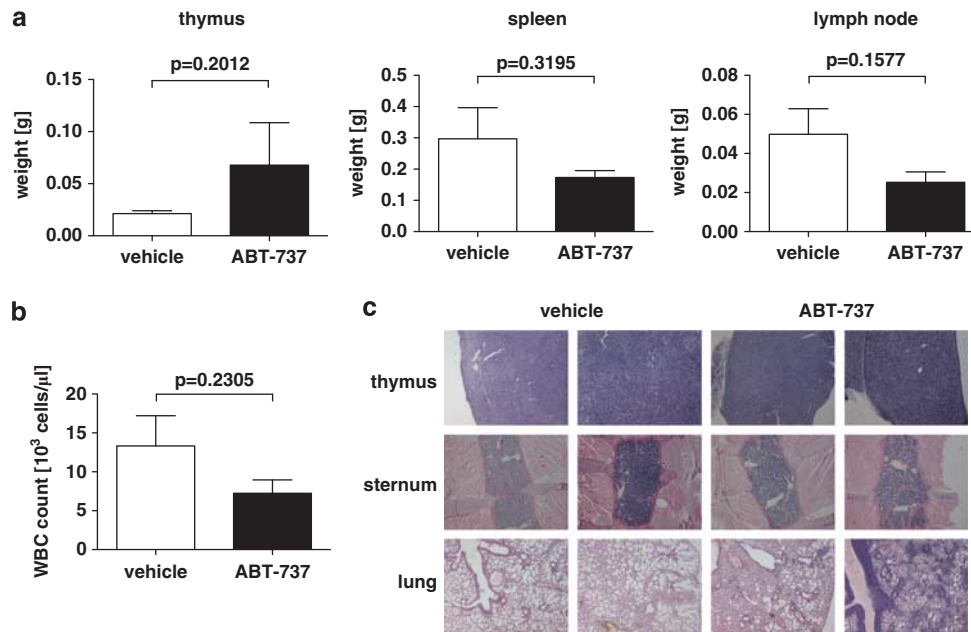 a
thymus
p=0.2012
weight [g]
0.15
0.10
0.05
0.00
vehicle
ABT-737
spleen
p=0.3195
weight [g]
0.5
0.4
0.3
0.2
0.1
0.0
vehicle
ABT-737
lymph node
p=0.1577
weight [g]
0.08
0.06
0.04
0.02
0.00
vehicle
ABT-737
b
p=0.2305
WBC count [10³ cells/µl]
20
15
10
5
0
vehicle
ABT-737
c
vehicle
ABT-737
thymus
sternum
lung